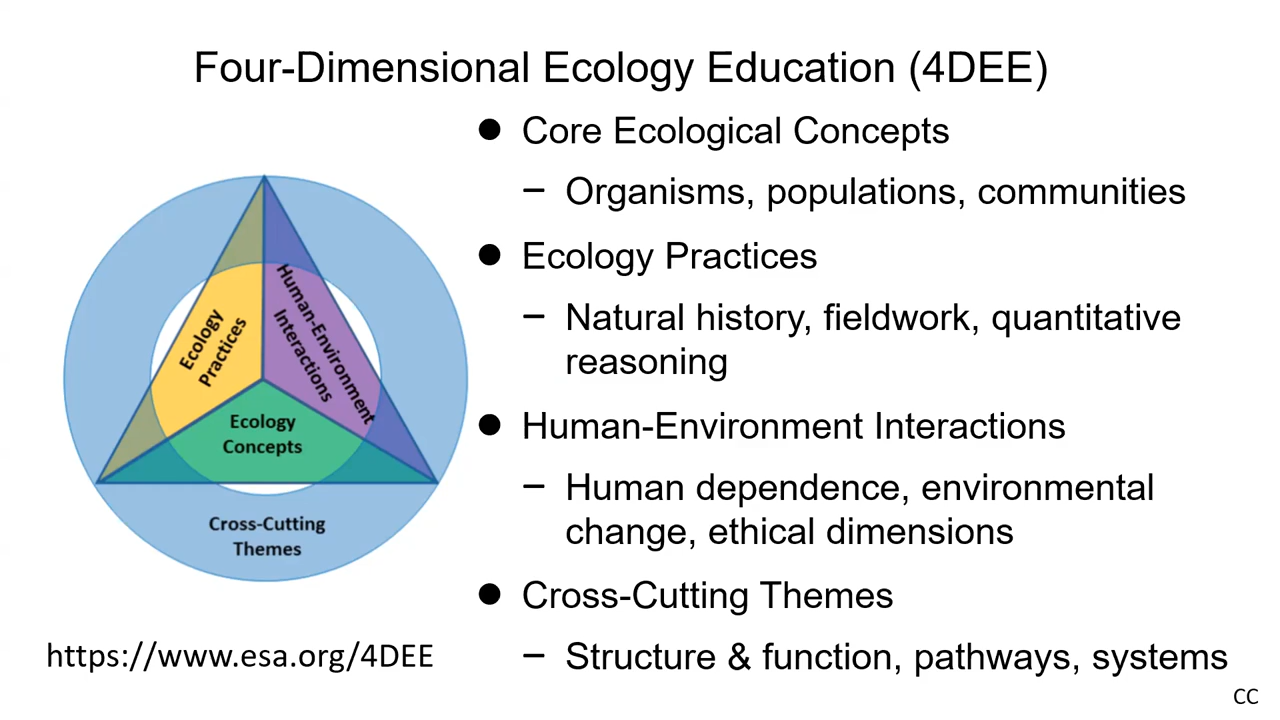 Four-Dimensional Ecology Education (4DEE)
● Core Ecological Concepts
– Organisms, populations, communities
● Ecology Practices
– Natural history, fieldwork, quantitative
reasoning
● Human-Environment Interactions
– Human dependence, environmental
change, ethical dimensions
● Cross-Cutting Themes
– Structure & function, pathways, systems
Ecology
Practices
Human-Environment
Interactions
Ecology
Concepts
Cross-Cutting
Themes
https://www.esa.org/4DEE
CC